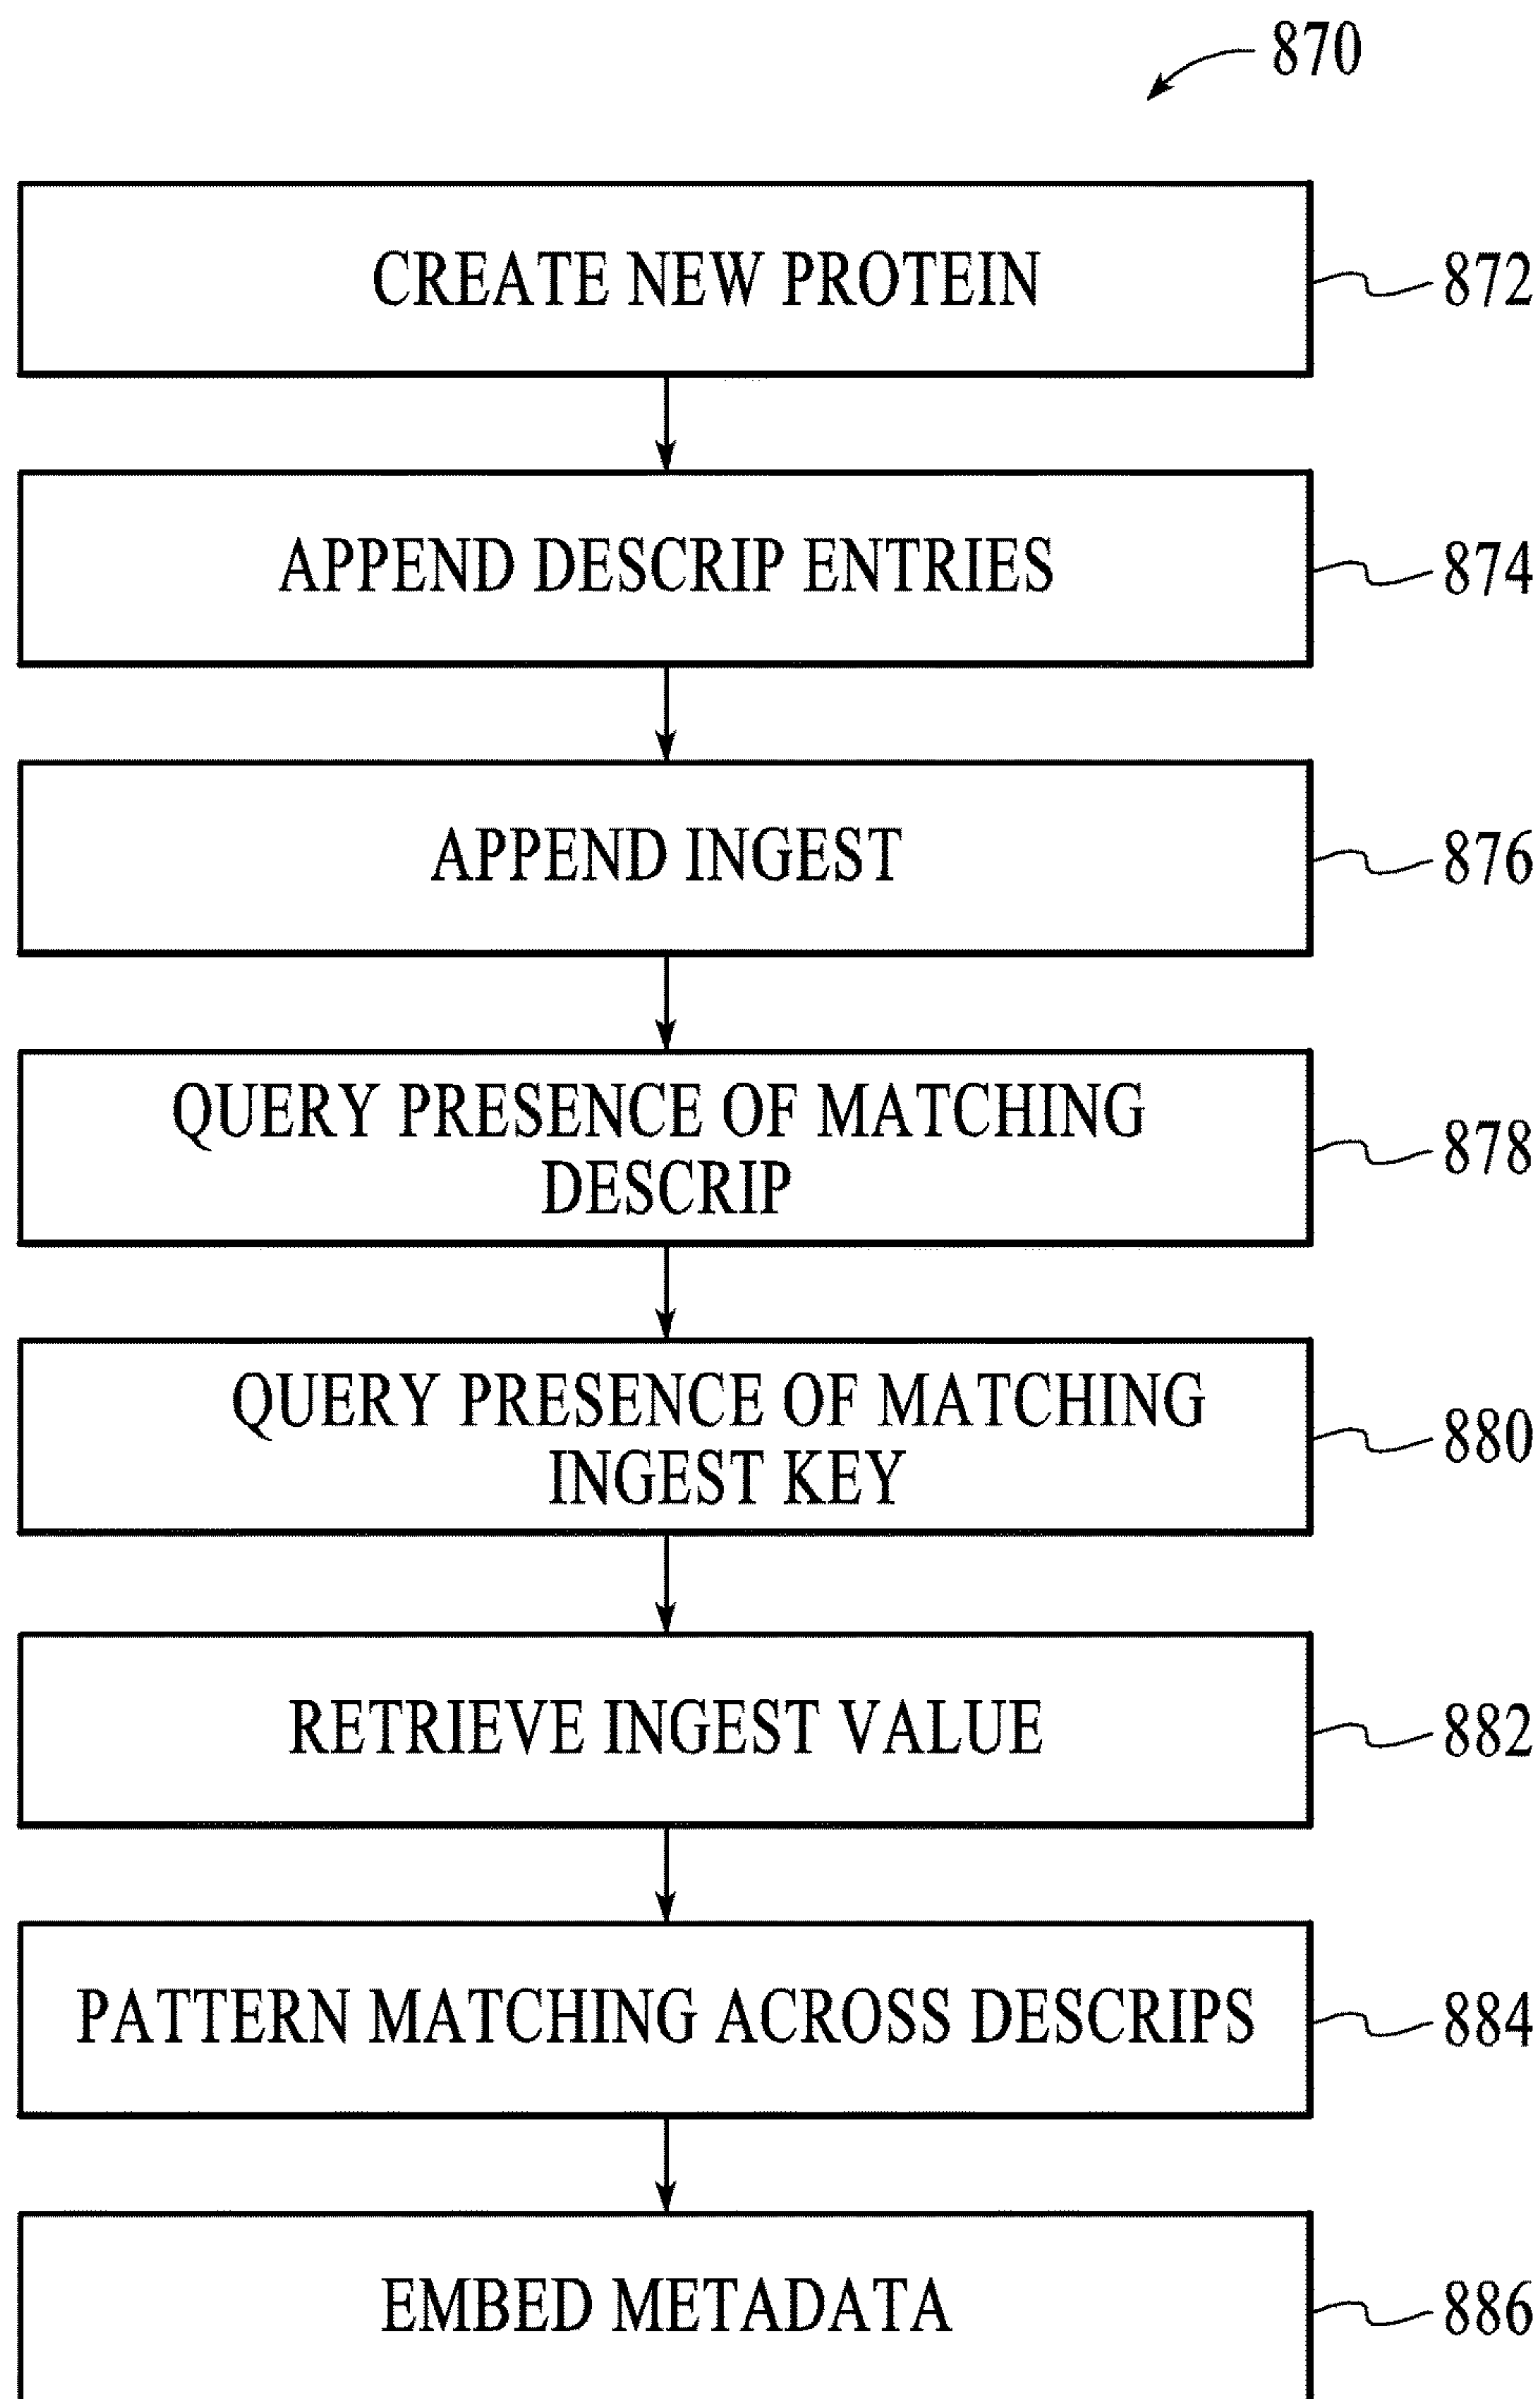 870
CREATE NEW PROTEIN
872
APPEND DESCRIP ENTRIES
874
APPEND INGEST
876
QUERY PRESENCE OF MATCHING
DESCRIP
878
QUERY PRESENCE OF MATCHING
INGEST KEY
880
RETRIEVE INGEST VALUE
882
PATTERN MATCHING ACROSS DESCRIPS
884
EMBED METADATA
886